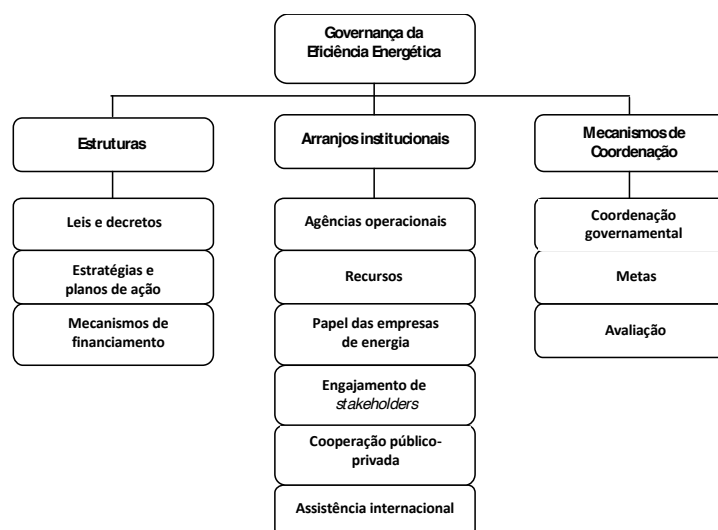 Governança da
Eficiência Energética
Estruturas
Arranjos institucionais
Mecanismos de
Coordenação
Leis e decretos
Estratégias e
planos de ação
Mecanismos de
financiamento
Agências operacionais
Recursos
Papel das empresas
de energia
Engajamento de
stakeholders
Cooperação público-
privada
Assistência internacional
Coordenação
governamental
Metas
Avaliação